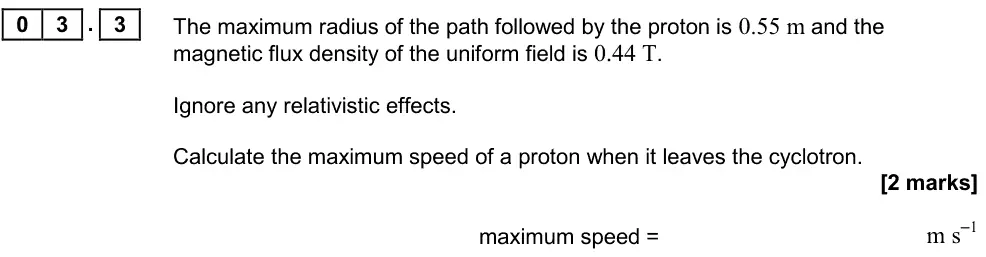 0 3 . 3 The maximum radius of the path followed by the proton is 0.55 m and the
magnetic flux density of the uniform field is 0.44 T.
Ignore any relativistic effects.
Calculate the maximum speed of a proton when it leaves the cyclotron.
[2 marks]
maximum speed = m s⁻¹